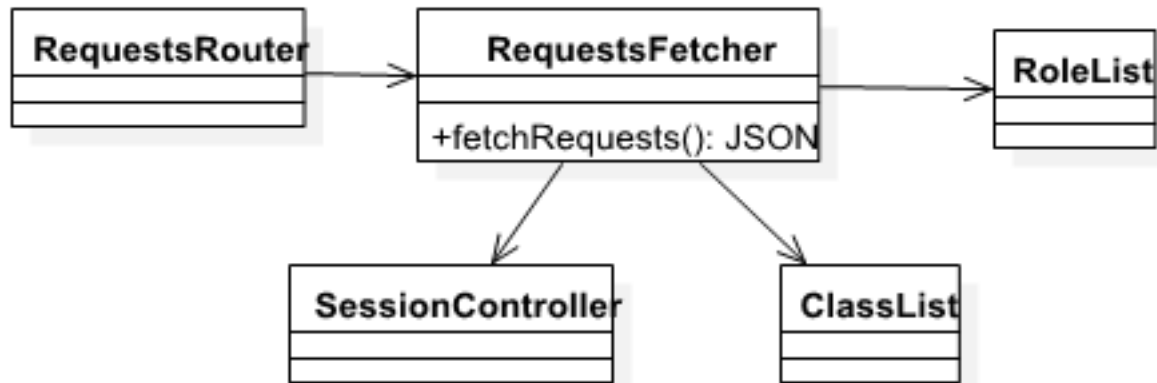 RequestsRouter
RequestsFetcher
+fetchRequests(): JSON
RoleList
SessionController
ClassList